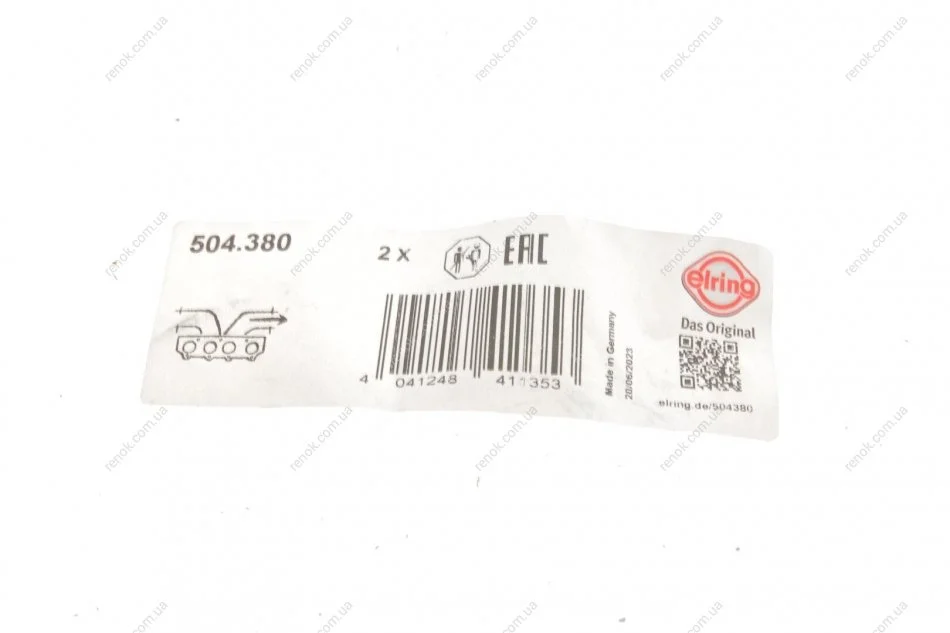 504.380
2 x
EAC
4 041248 411353
Made in Germany
20/06/2023
elring
Das Original
elring.de/504380
renok.com.ua